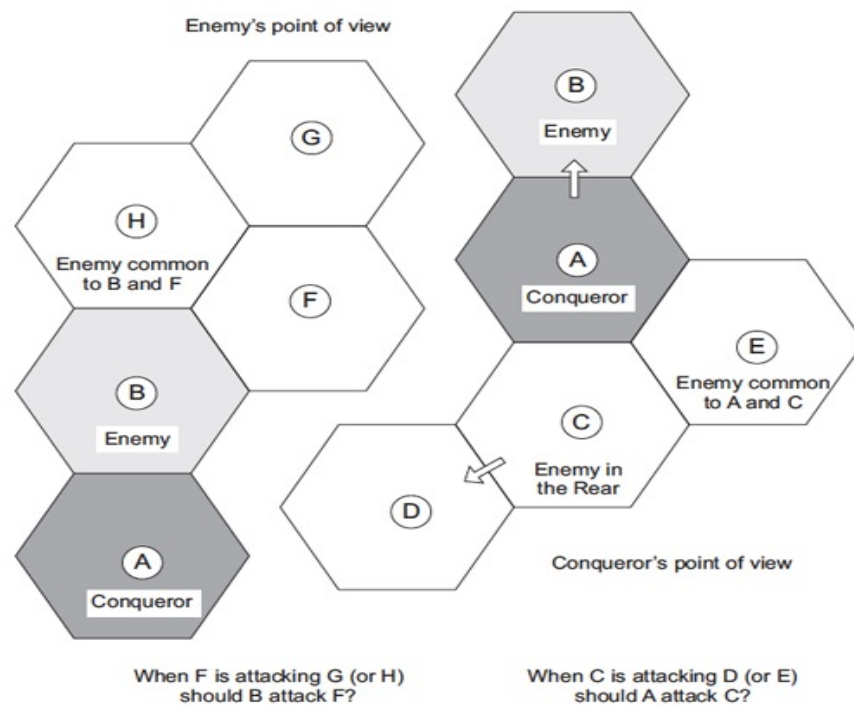 Enemy's point of view
G
H
Enemy common
to B and F
F
B
Enemy
A
Conqueror
B
Enemy
A
Conqueror
E
Enemy common
to A and C
C
Enemy in
the Rear
D
Conqueror's point of view
When F is attacking G (or H)
should B attack F?
When C is attacking D (or E)
should A attack C?